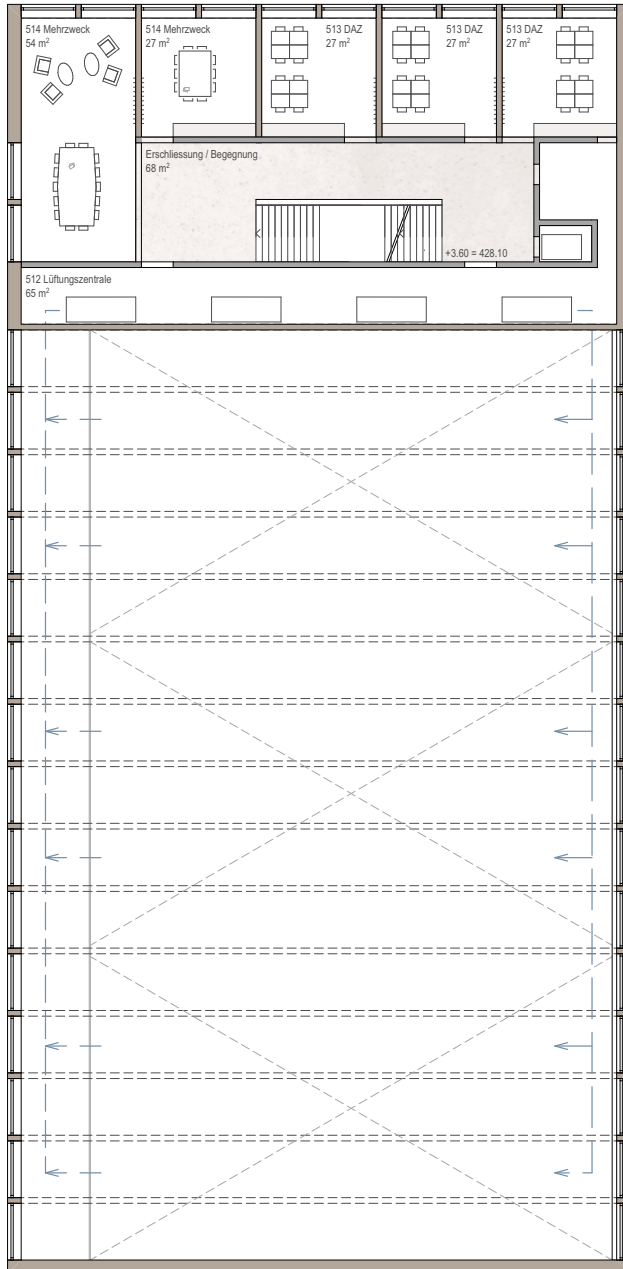 514 Mehrzweck
54 m²
514 Mehrzweck
27 m²
513 DAZ
27 m²
513 DAZ
27 m²
513 DAZ
27 m²
Erschliessung / Begegnung
68 m²
+3.60 = 428.10
512 Lüftungszentrale
65 m²